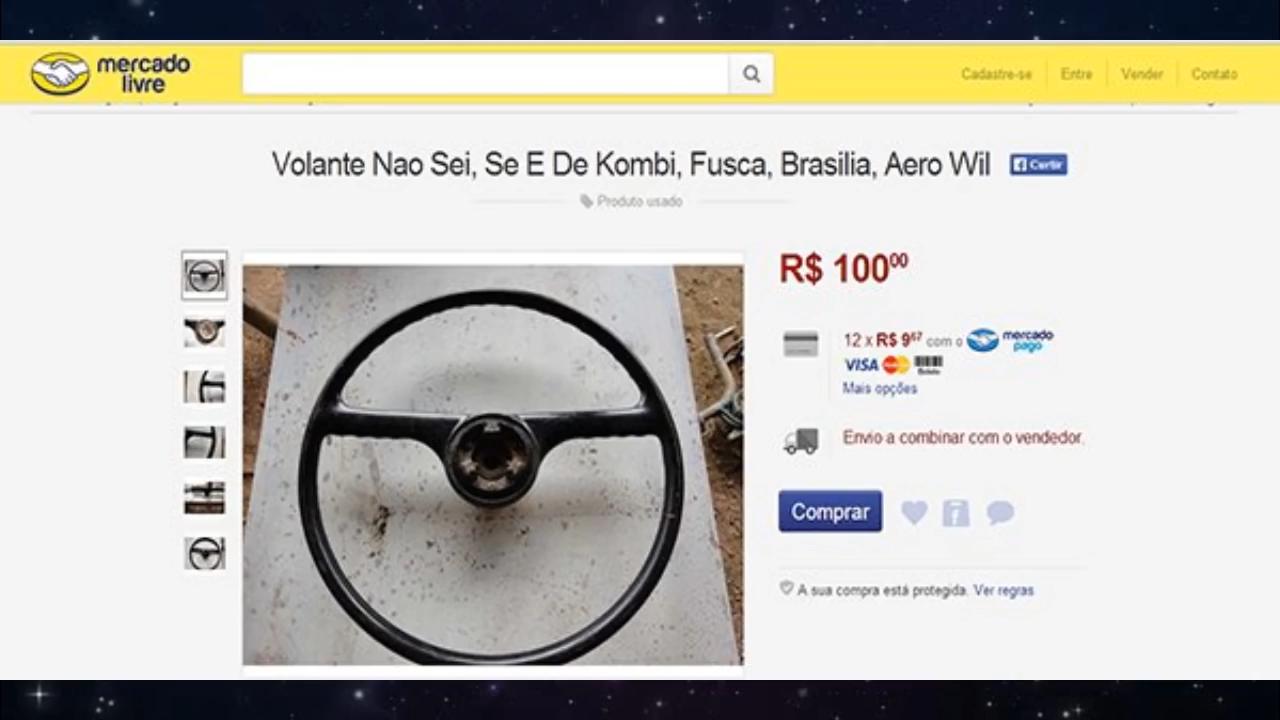 mercado
livre
Cadastre-se Entre Vender Contato
Volante Nao Sei, Se E De Kombi, Fusca, Brasilia, Aero Wil
Curtir
Produto usado
R$ 100⁰⁰
12 x R$ 9⁶⁷ com o mercado pago
VISA MasterCard Boleto
Mais opções
Envio a combinar com o vendedor.
Comprar
A sua compra está protegida. Ver regras